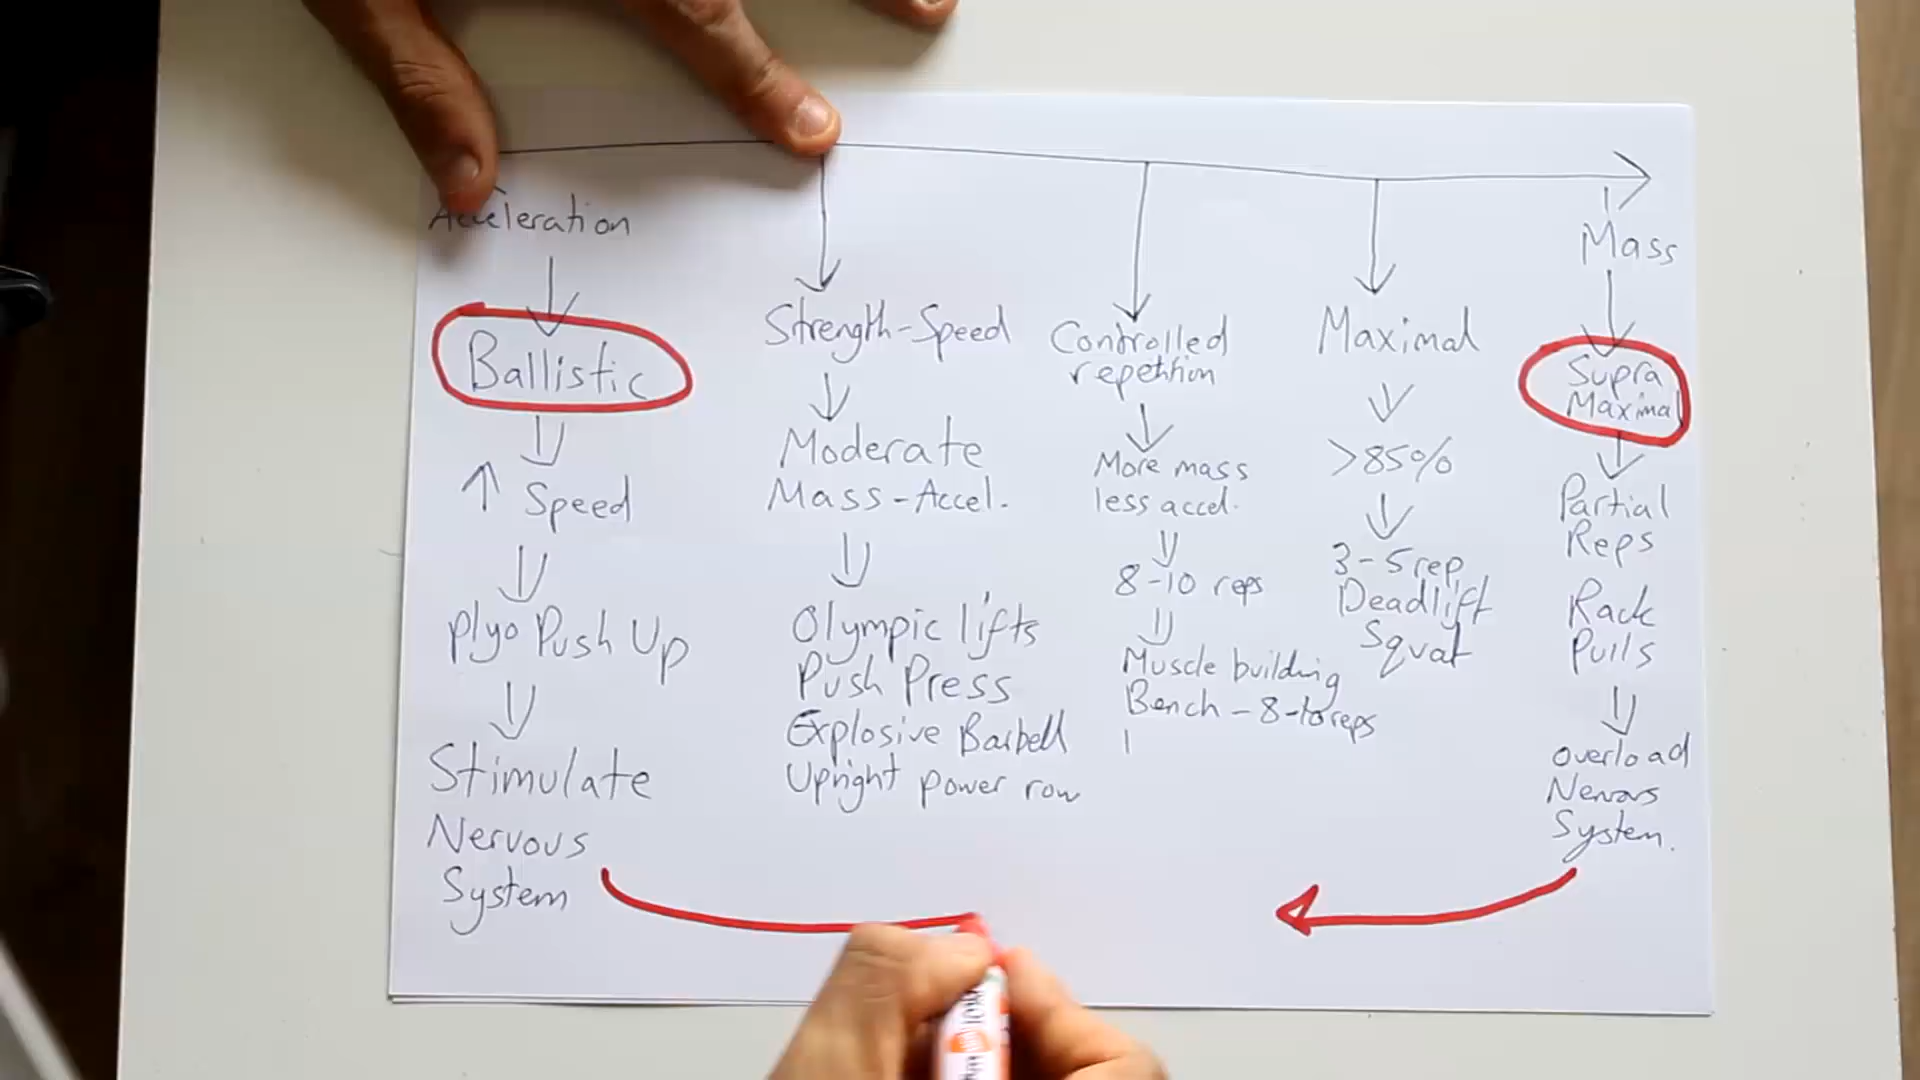 Acceleration
Ballistic
↑ Speed
Plyo Push Up
Stimulate
Nervous
System
Strength-Speed
Moderate
Mass-Accel.
Olympic lifts
Push Press
Explosive Barbell
Upright power row
Controlled
repetition
More mass
less accel.
8-10 reps
Muscle building
Bench - 8-10 reps
Maximal
>85%
3-5 rep
Deadlift
Squat
Mass
Supra
Maximal
Partial
Reps
Rack
Pulls
Overload
Nervous
System.